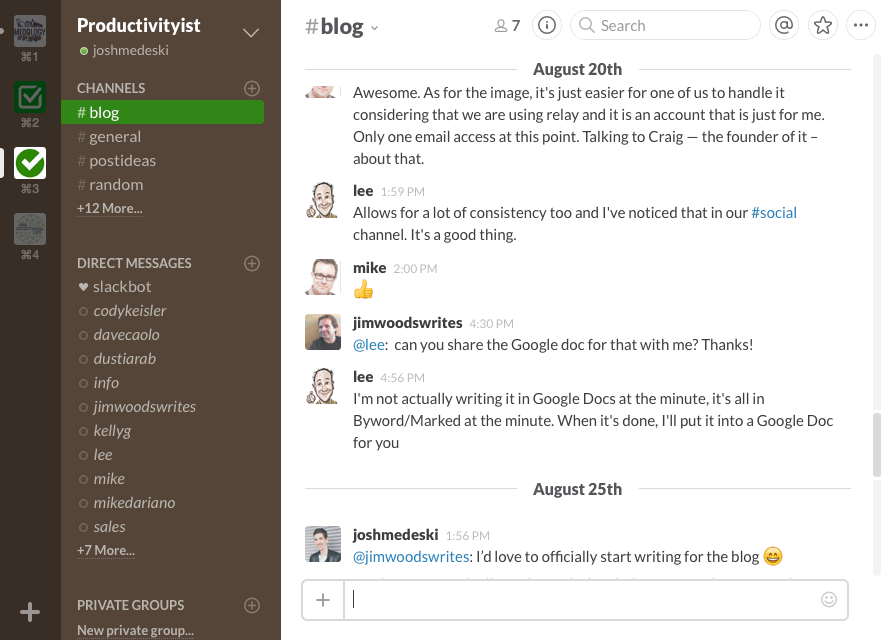 ⌘1
⌘2
⌘3
⌘4
Productivityist
joshmedeski
CHANNELS
# blog
# general
# postideas
# random
+12 More...
DIRECT MESSAGES
slackbot
codykeisler
davecaolo
dustiarab
info
jimwoodswrites
kellyg
lee
mike
mikedariano
sales
+7 More...
PRIVATE GROUPS
New private group...
#blog
7
Search
August 20th
Awesome. As for the image, it's just easier for one of us to handle it
considering that we are using relay and it is an account that is just for me.
Only one email access at this point. Talking to Craig — the founder of it –
about that.
lee 1:59 PM
Allows for a lot of consistency too and I've noticed that in our #social
channel. It's a good thing.
mike 2:00 PM
jimwoodswrites 4:30 PM
@lee: can you share the Google doc for that with me? Thanks!
lee 4:56 PM
I'm not actually writing it in Google Docs at the minute, it's all in
Byword/Marked at the minute. When it's done, I'll put it into a Google Doc
for you
August 25th
joshmedeski 1:56 PM
@jimwoodswrites: I'd love to officially start writing for the blog